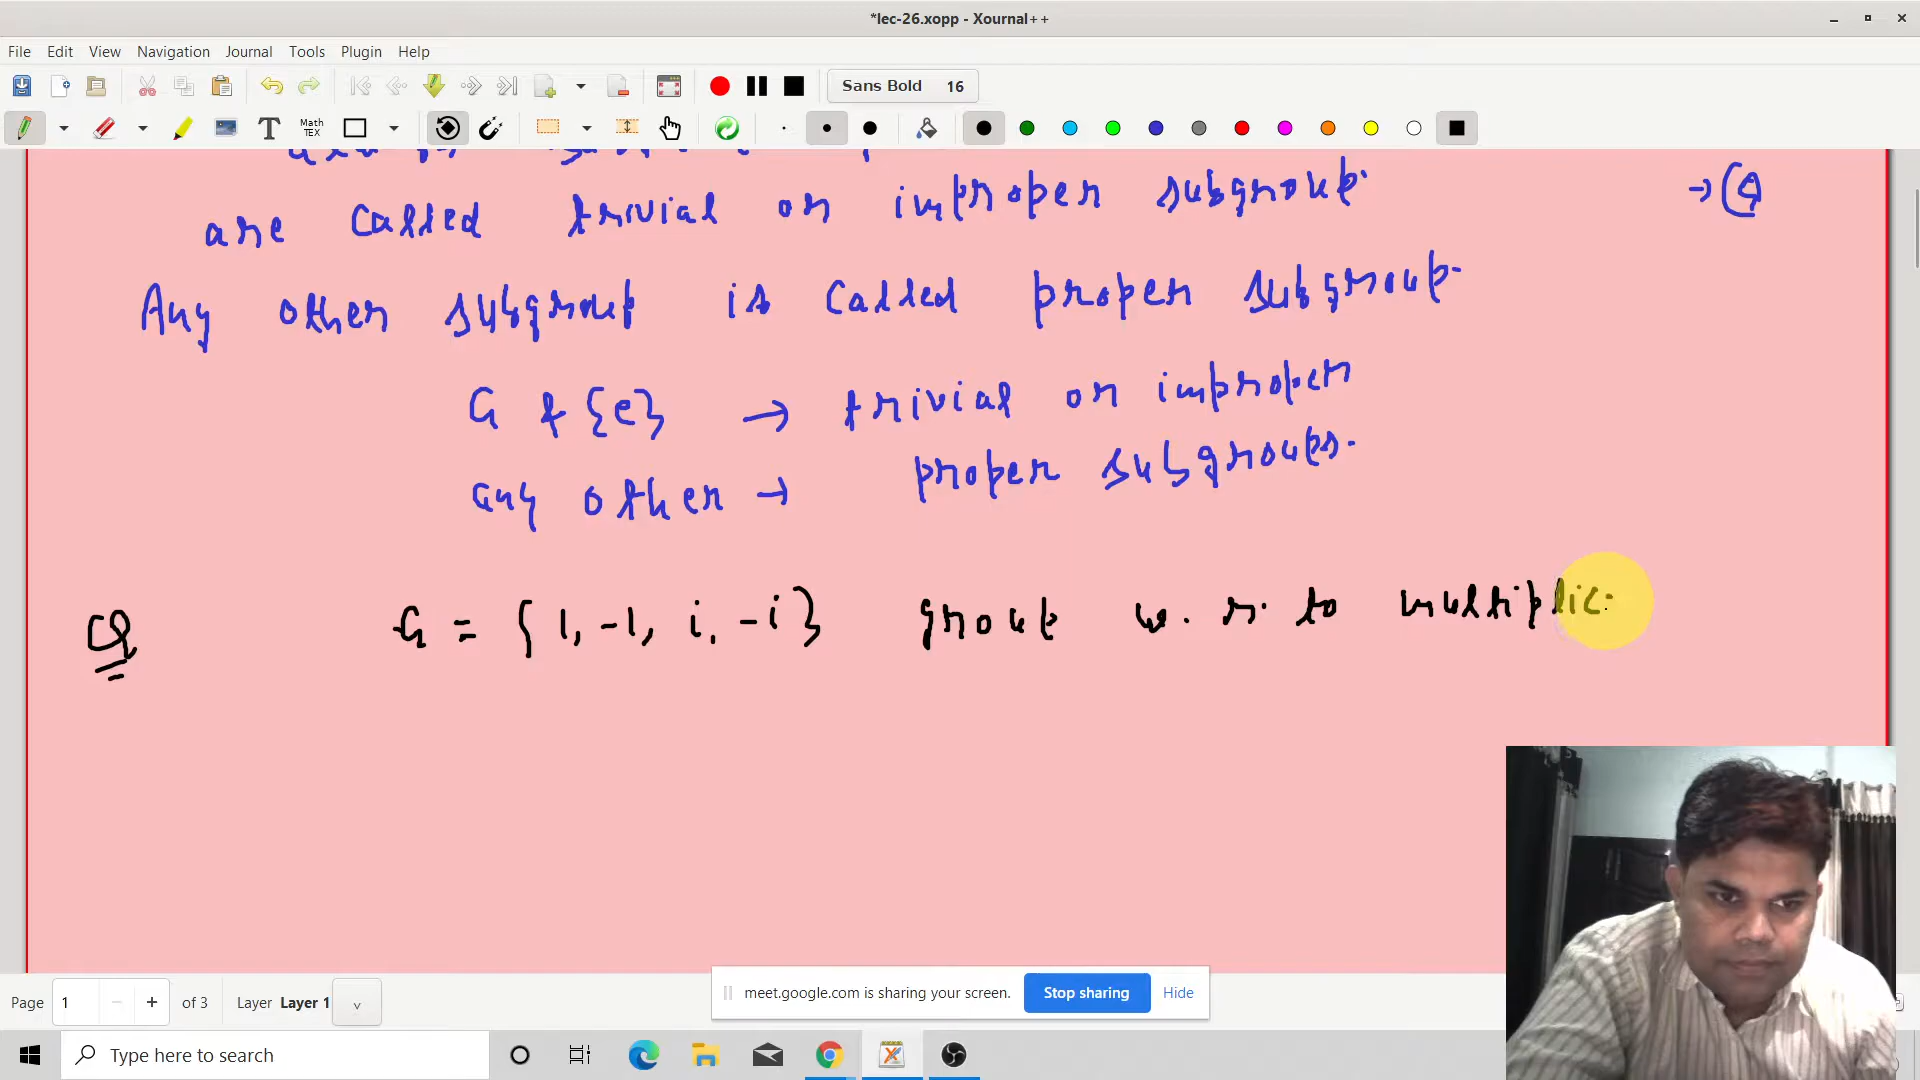 *lec-26.xopp - Xournal++
File Edit View Navigation Journal Tools Plugin Help
Sans Bold 16
Math
TEX
are called trivial or improper subgroup.
→ G
Any other subgroup is called proper subgroup.
G & {e} → trivial or improper
any other → proper subgroups.
G = {1, -1, i, -i} group w.r. to multiplic.
Page 1 of 3 Layer Layer 1
meet.google.com is sharing your screen. Stop sharing Hide
Type here to search